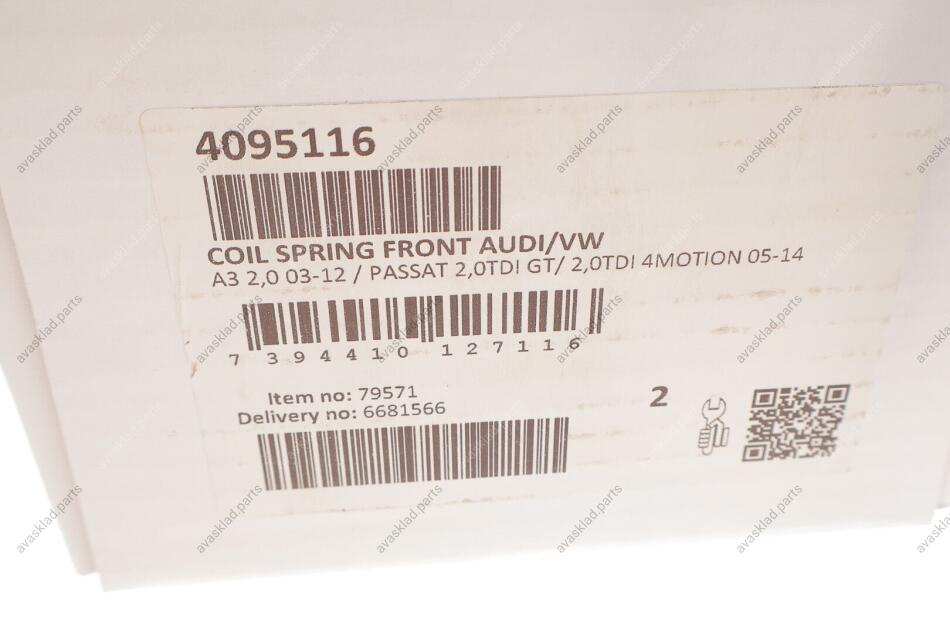 4095116
COIL SPRING FRONT AUDI/VW
A3 2,0 03-12 / PASSAT 2,0TDI GT/ 2,0TDI 4MOTION 05-14
7 394410 127116
Item no: 79571
Delivery no: 6681566
2
avasklad.parts